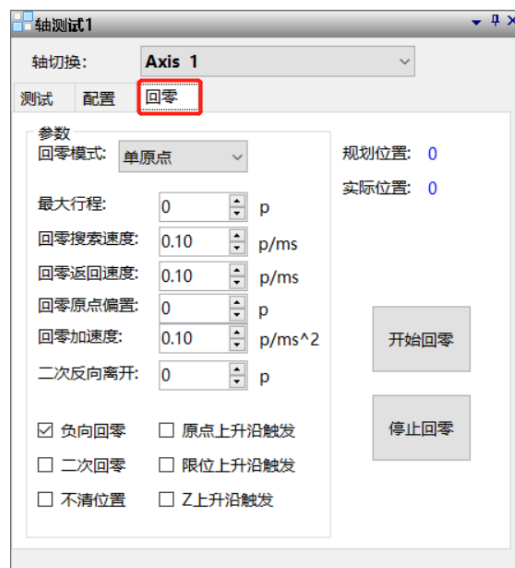 轴测试1
轴切换: Axis 1
测试 配置 回零
参数
回零模式: 单原点
规划位置: 0
实际位置: 0
最大行程: 0 p
回零搜索速度: 0.10 p/ms
回零返回速度: 0.10 p/ms
回零原点偏置: 0 p
回零加速度: 0.10 p/ms^2
二次反向离开: 0 p
开始回零
停止回零
负向回零 原点上升沿触发
二次回零 限位上升沿触发
不清位置 Z上升沿触发